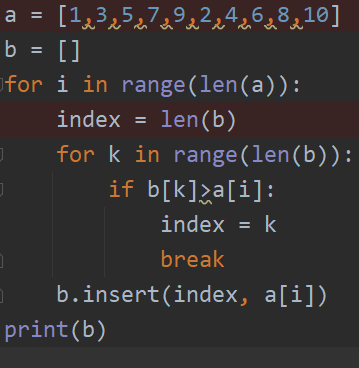 a = [1,3,5,7,9,2,4,6,8,10]
b = []
for i in range(len(a)):
    index = len(b)
    for k in range(len(b)):
        if b[k]>a[i]:
            index = k
            break
    b.insert(index, a[i])
print(b)